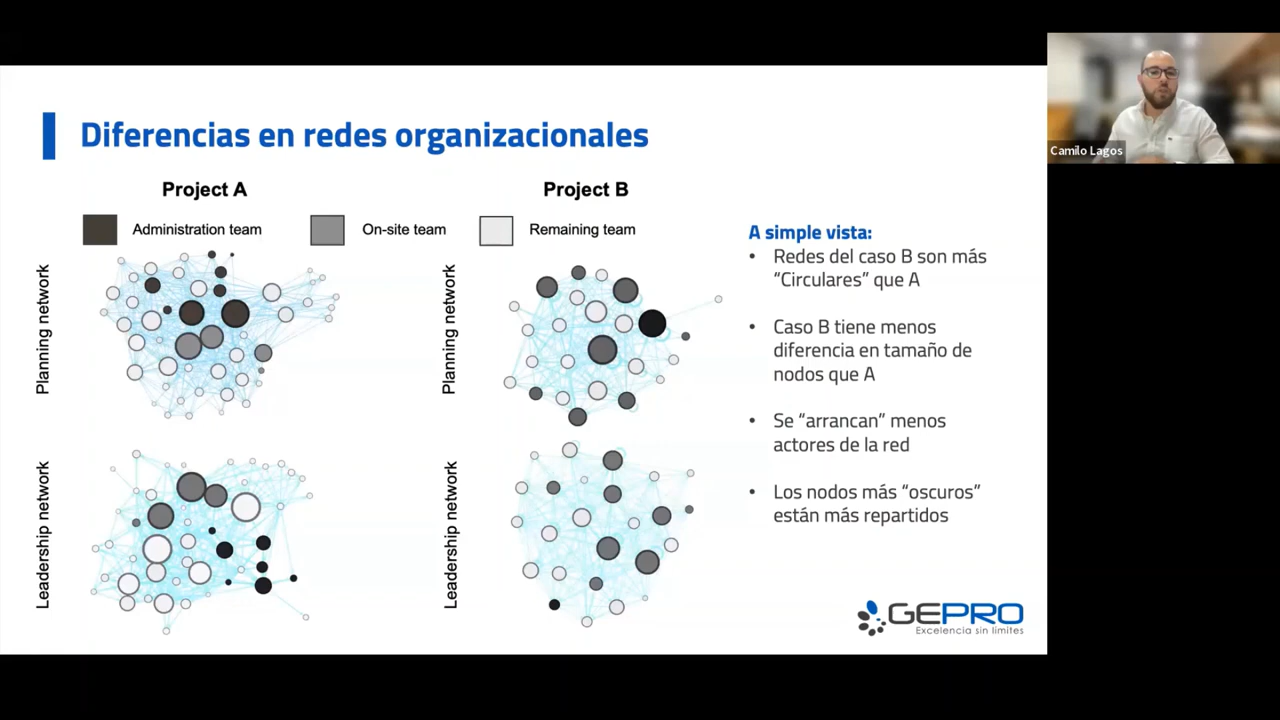 Diferencias en redes organizacionales
Project A
Project B
Administration team
On-site team
Remaining team
Planning network
Planning network
Leadership network
Leadership network
A simple vista:
• Redes del caso B son más
“Circulares” que A
• Caso B tiene menos
diferencia en tamaño de
nodos que A
• Se “arrancan” menos
actores de la red
• Los nodos más “oscuros”
están más repartidos
GEPRO
Excelencia sin límites
Camilo Lagos